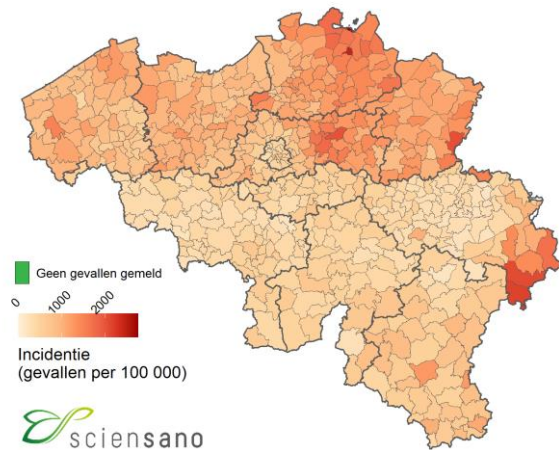 Geen gevallen gemeld
0
1000
2000
Incidentie
(gevallen per 100 000)
sciensano